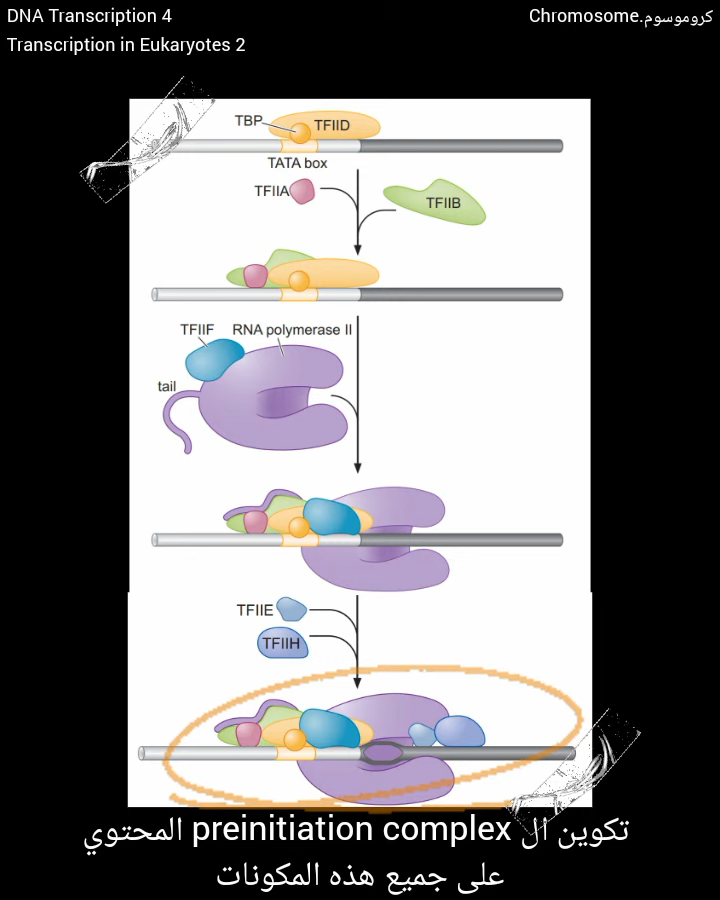 DNA Transcription 4
Chromosome.كروموسوم
Transcription in Eukaryotes 2
TBP
TFIID
TATA box
TFIIA
TFIIB
TFIIF
RNA polymerase II
tail
TFIIE
TFIIH
تكوين ال preinitiation complex المحتوي
على جميع هذه المكونات